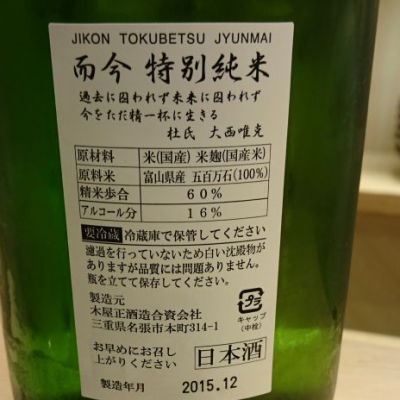 JIKON TOKUBETSU JYUNMAI
而今 特別純米
過去に囚われず未来に囚われず
今をただ精一杯に生きる
杜氏 大西唯克
原材料 米(国産) 米麹(国産米)
原料米 富山県産 五百万石(100%)
精米歩合 60%
アルコール分 16%
要冷蔵 冷蔵庫で保管してください
濾過を行っていないため白い沈殿物が
ありますが品質には問題ありません。
瓶を立てて保存してください。
製造元
木屋正酒造合資会社
三重県名張市本町314-1
プラ
キャップ
(中栓)
お早めにお召し
上がりください
日本酒
製造年月 2015.12